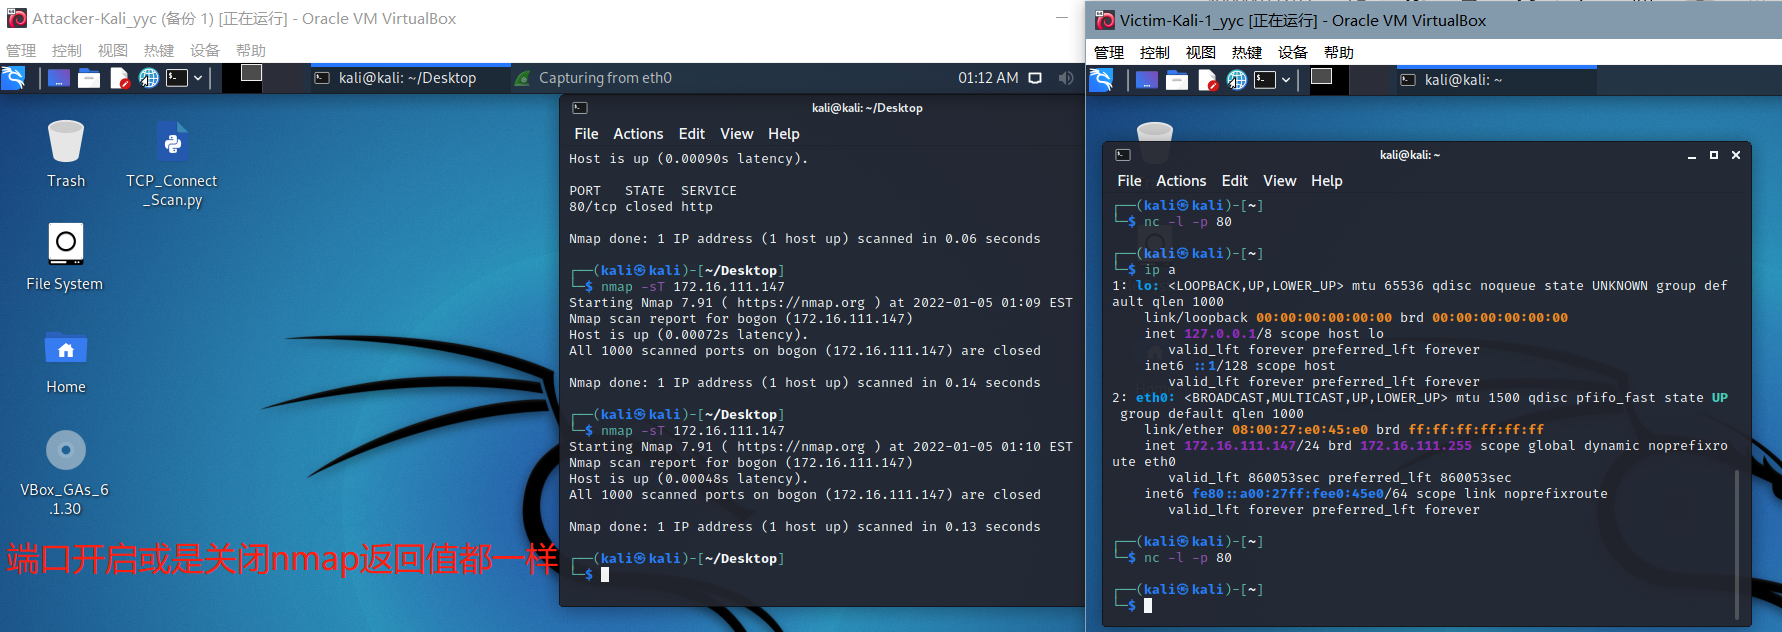 Attacker-Kali_yyc (备份 1) [正在运行] - Oracle VM VirtualBox
管理 控制 视图 热键 设备 帮助
kali@kali: ~/Desktop
Capturing from eth0
01:12 AM
Trash
TCP_Connect
_Scan.py
File System
Home
VBox_GAs_6
.1.30
端口开启或是关闭nmap返回值都一样
kali@kali: ~/Desktop
File Actions Edit View Help
Host is up (0.00090s latency).
PORT   STATE  SERVICE
80/tcp closed http
Nmap done: 1 IP address (1 host up) scanned in 0.06 seconds
┌──(kali㉿kali)-[~/Desktop]
└─$ nmap -sT 172.16.111.147
Starting Nmap 7.91 ( https://nmap.org ) at 2022-01-05 01:09 EST
Nmap scan report for bogon (172.16.111.147)
Host is up (0.00072s latency).
All 1000 scanned ports on bogon (172.16.111.147) are closed
Nmap done: 1 IP address (1 host up) scanned in 0.14 seconds
┌──(kali㉿kali)-[~/Desktop]
└─$ nmap -sT 172.16.111.147
Starting Nmap 7.91 ( https://nmap.org ) at 2022-01-05 01:10 EST
Nmap scan report for bogon (172.16.111.147)
Host is up (0.00048s latency).
All 1000 scanned ports on bogon (172.16.111.147) are closed
Nmap done: 1 IP address (1 host up) scanned in 0.13 seconds
┌──(kali㉿kali)-[~/Desktop]
└─$
Victim-Kali-1_yyc [正在运行] - Oracle VM VirtualBox
管理 控制 视图 热键 设备 帮助
kali@kali: ~
kali@kali: ~
File Actions Edit View Help
┌──(kali㉿kali)-[~]
└─$ nc -l -p 80
┌──(kali㉿kali)-[~]
└─$ ip a
1: lo: <LOOPBACK,UP,LOWER_UP> mtu 65536 qdisc noqueue state UNKNOWN group def
ault qlen 1000
link/loopback 00:00:00:00:00:00 brd 00:00:00:00:00:00
inet 127.0.0.1/8 scope host lo
valid_lft forever preferred_lft forever
inet6 ::1/128 scope host
valid_lft forever preferred_lft forever
2: eth0: <BROADCAST,MULTICAST,UP,LOWER_UP> mtu 1500 qdisc pfifo_fast state UP
group default qlen 1000
link/ether 08:00:27:e0:45:e0 brd ff:ff:ff:ff:ff:ff
inet 172.16.111.147/24 brd 172.16.111.255 scope global dynamic noprefixro
ute eth0
valid_lft 860053sec preferred_lft 860053sec
inet6 fe80::a00:27ff:fee0:45e0/64 scope link noprefixroute
valid_lft forever preferred_lft forever
┌──(kali㉿kali)-[~]
└─$ nc -l -p 80
┌──(kali㉿kali)-[~]
└─$